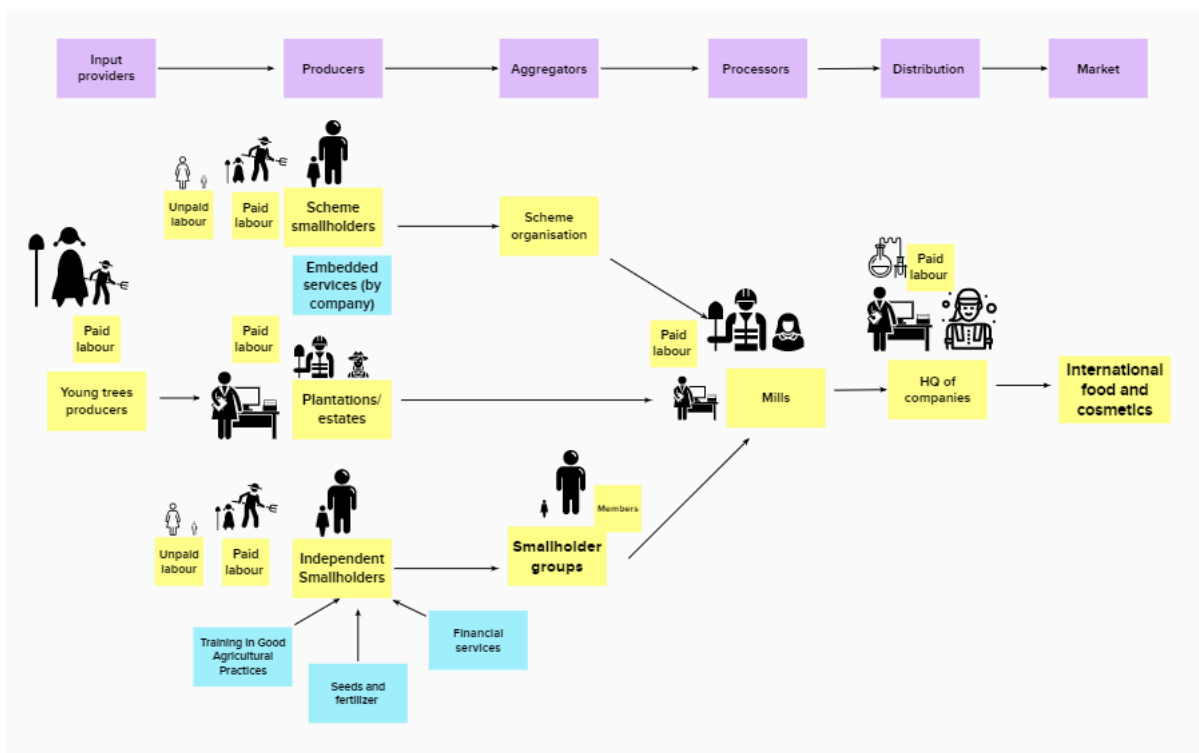 Input
providers
Producers
Aggregators
Processors
Distribution
Market
Unpaid
labour
Paid
labour
Scheme
smallholders
Scheme
organisation
Embedded
services (by
company)
Paid
labour
Paid
labour
Paid
labour
Paid
labour
Young trees
producers
Plantations/
estates
Mills
HQ of
companies
International
food and
cosmetics
Unpaid
labour
Paid
labour
Independent
Smallholders
Members
Smallholder
groups
Training in Good
Agricultural
Practices
Seeds and
fertilizer
Financial
services